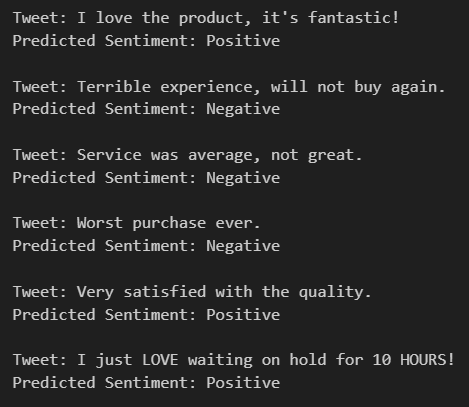 Tweet: I love the product, it's fantastic!
Predicted Sentiment: Positive
Tweet: Terrible experience, will not buy again.
Predicted Sentiment: Negative
Tweet: Service was average, not great.
Predicted Sentiment: Negative
Tweet: Worst purchase ever.
Predicted Sentiment: Negative
Tweet: Very satisfied with the quality.
Predicted Sentiment: Positive
Tweet: I just LOVE waiting on hold for 10 HOURS!
Predicted Sentiment: Positive